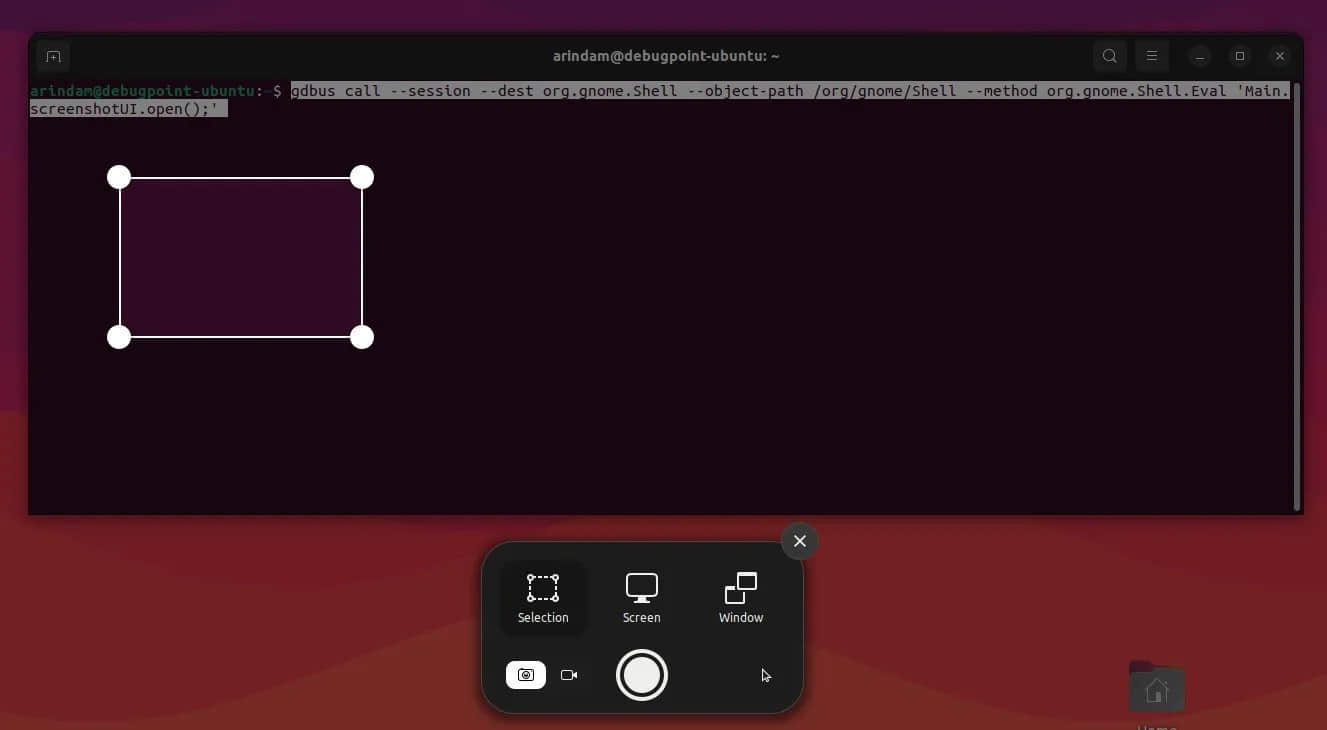 arindam@debugpoint-ubuntu: ~
arindam@debugpoint-ubuntu:~$ gdbus call --session --dest org.gnome.Shell --object-path /org/gnome/Shell --method org.gnome.Shell.Eval 'Main.
screenshotUI.open();'
Selection Screen Window
Home